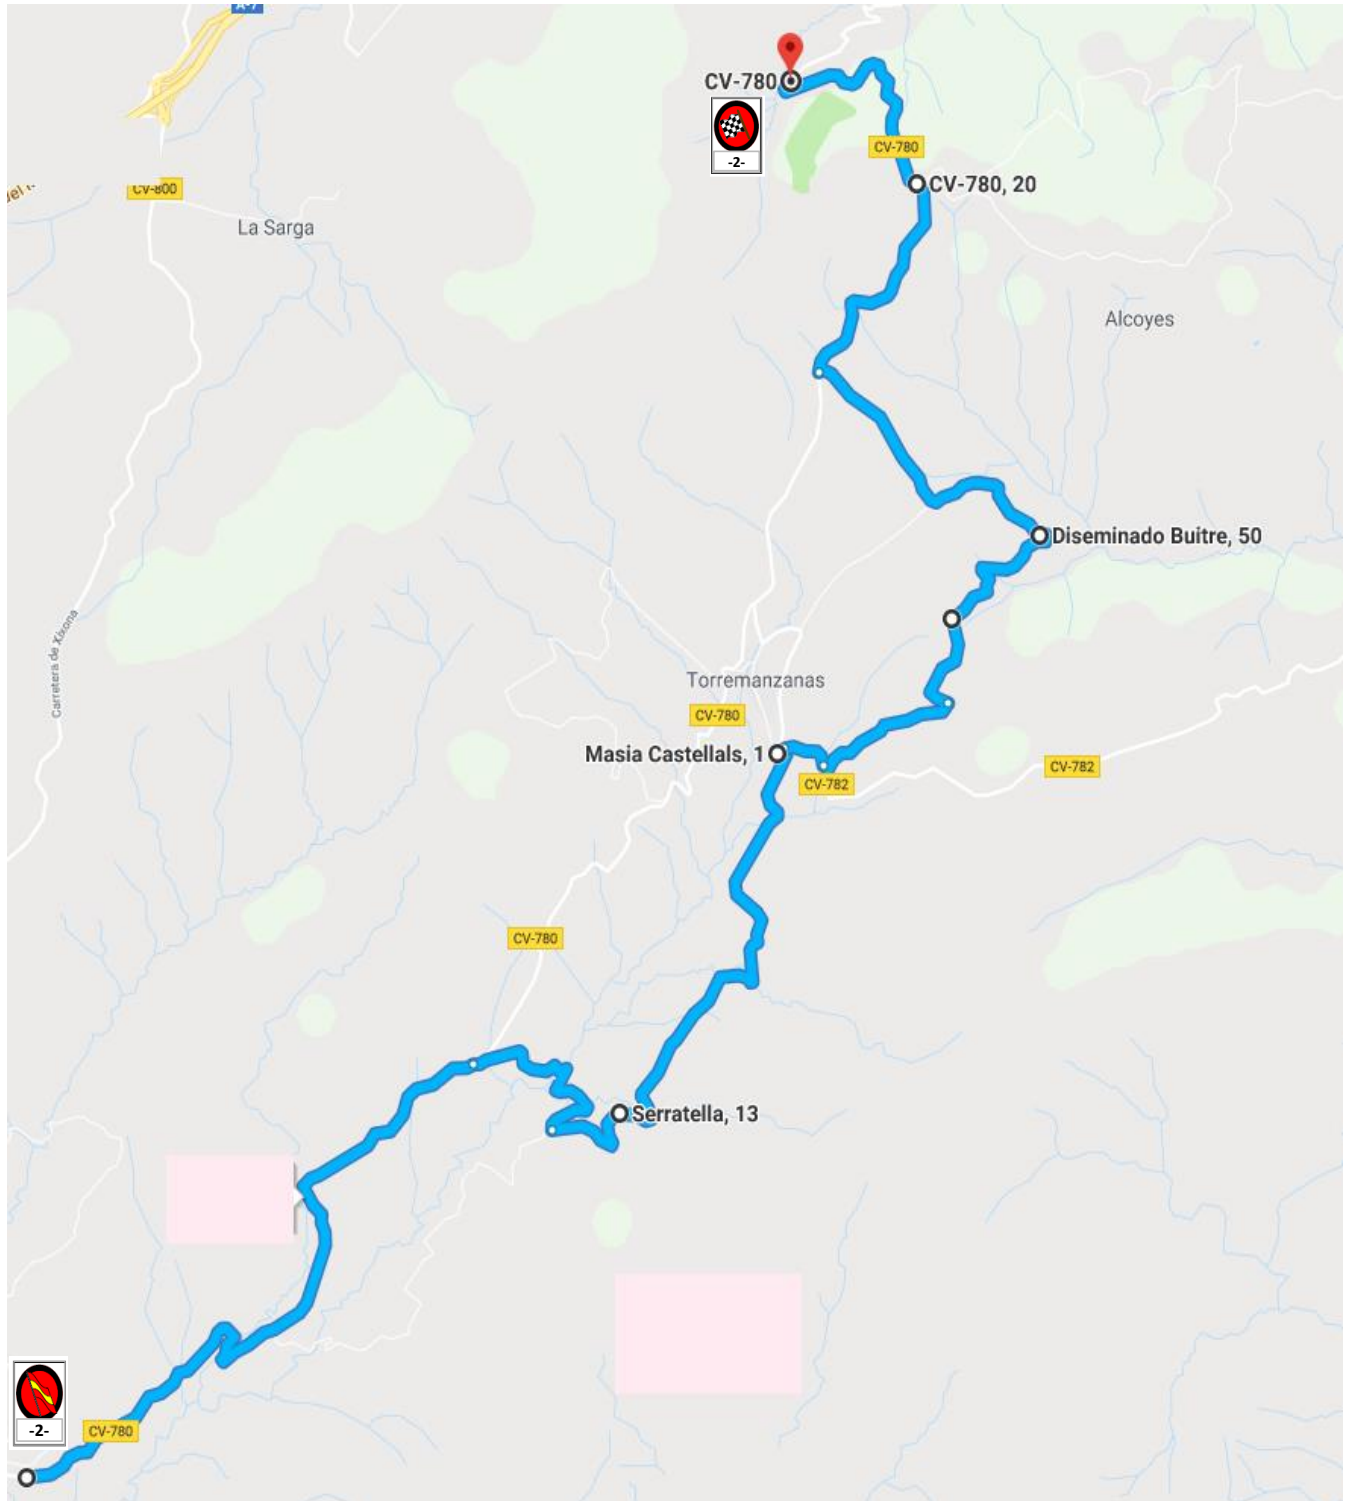 A-7
CV-780
-2-
CV-780
CV-780, 20
CV-800
La Sarga
Alcoyes
Diseminado Buitre, 50
Carretera de Xixona
Torremanzanas
CV-780
Masia Castellals, 1
CV-782
CV-782
CV-780
Serratella, 13
-2-
CV-780